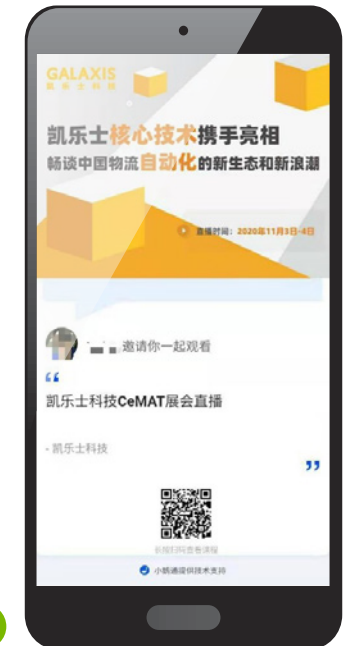 GALAXIS
凯乐士科技
凯乐士核心技术携手亮相
畅谈中国物流自动化的新生态和新浪潮
直播时间：2020年11月3日-4日
邀请你一起观看
“
凯乐士科技CeMAT展会直播
- 凯乐士科技
”
长按扫码查看课程
小鹅通提供技术支持